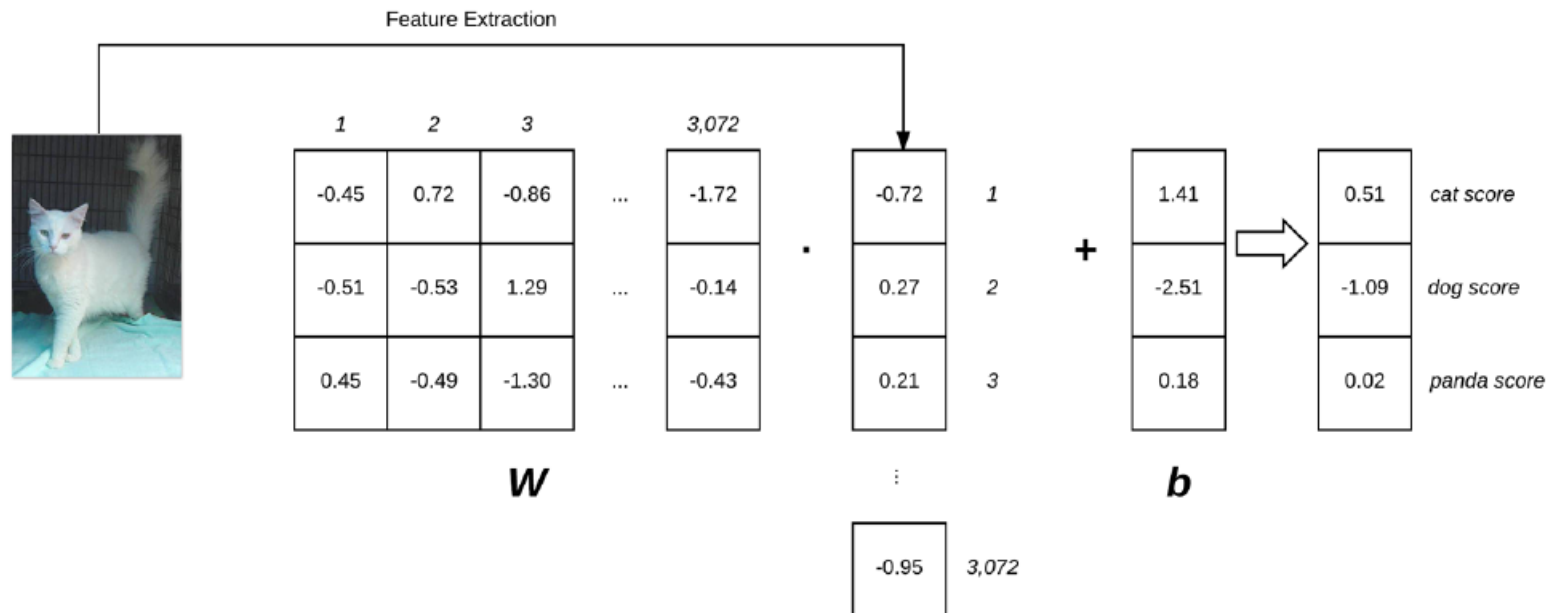 Feature Extraction
1 2 3 3,072
-0.45 0.72 -0.86 ... -1.72 -0.72 1 1.41 0.51 cat score
· +
-0.51 -0.53 1.29 ... -0.14 0.27 2 -2.51 -1.09 dog score
0.45 -0.49 -1.30 ... -0.43 0.21 3 0.18 0.02 panda score
W ⋮ b
-0.95 3,072